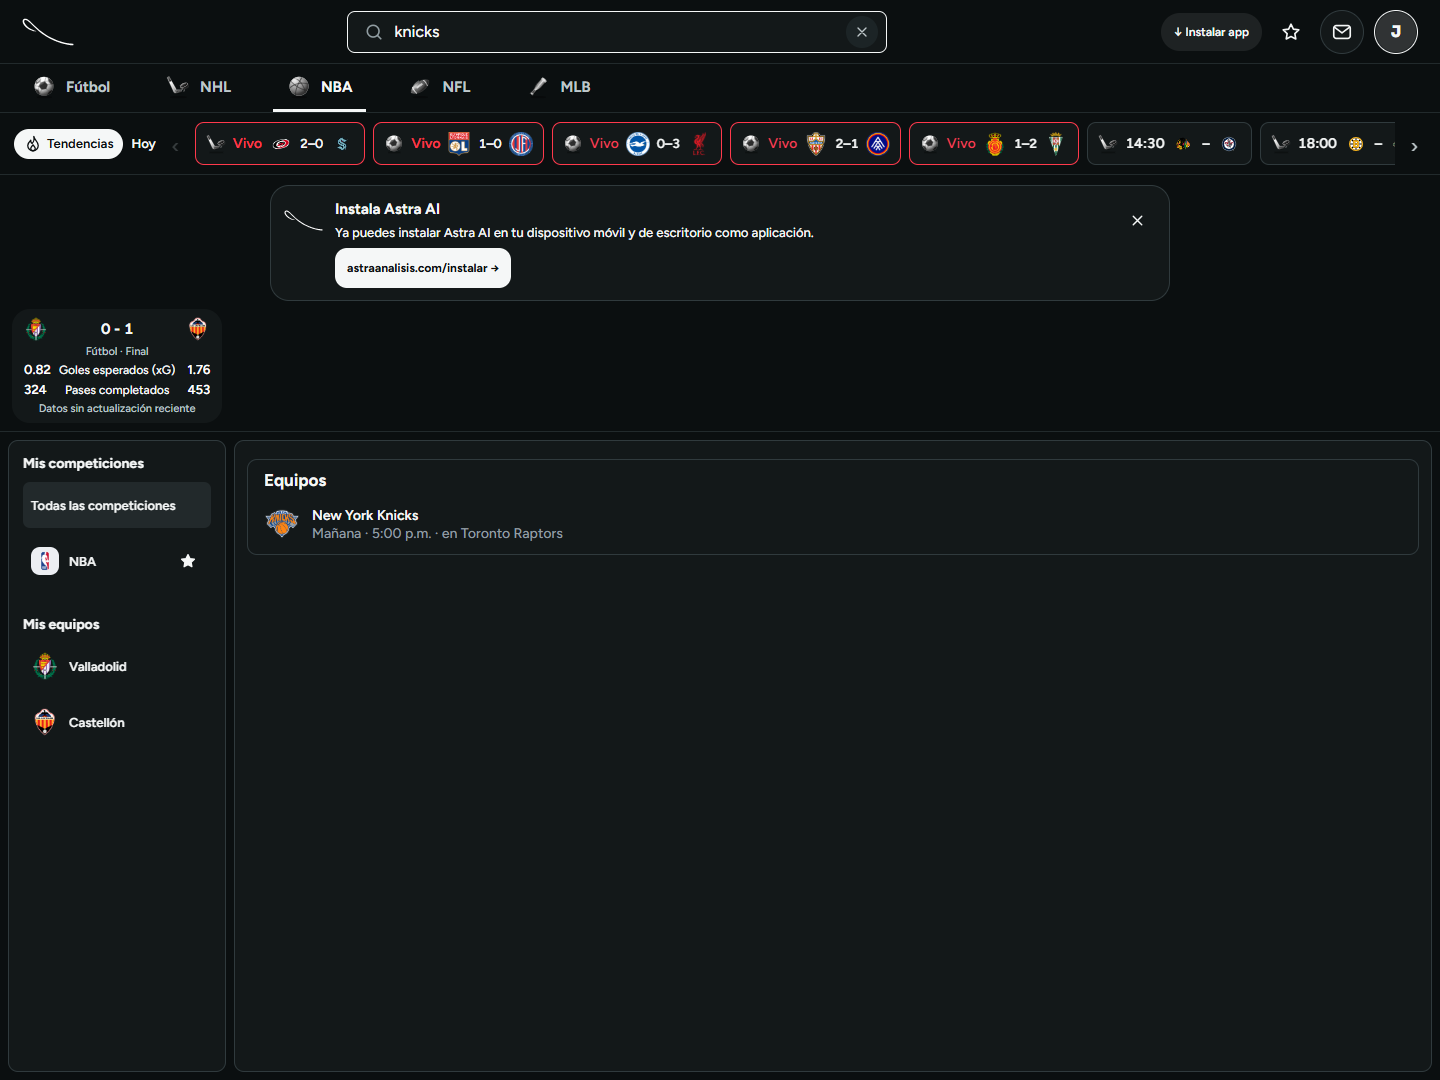 knicks
Instalar app
J
Fútbol
NHL
NBA
NFL
MLB
Tendencias
Hoy
Vivo 2–0
Vivo 1–0
Vivo 0–3
Vivo 2–1
Vivo 1–2
14:30 –
18:00 –
Instala Astra AI
Ya puedes instalar Astra AI en tu dispositivo móvil y de escritorio como aplicación.
astraanalisis.com/instalar →
0 - 1
Fútbol · Final
0.82 Goles esperados (xG) 1.76
324 Pases completados 453
Datos sin actualización reciente
Mis competiciones
Todas las competiciones
NBA
Mis equipos
Valladolid
Castellón
Equipos
New York Knicks
Mañana · 5:00 p.m. · en Toronto Raptors